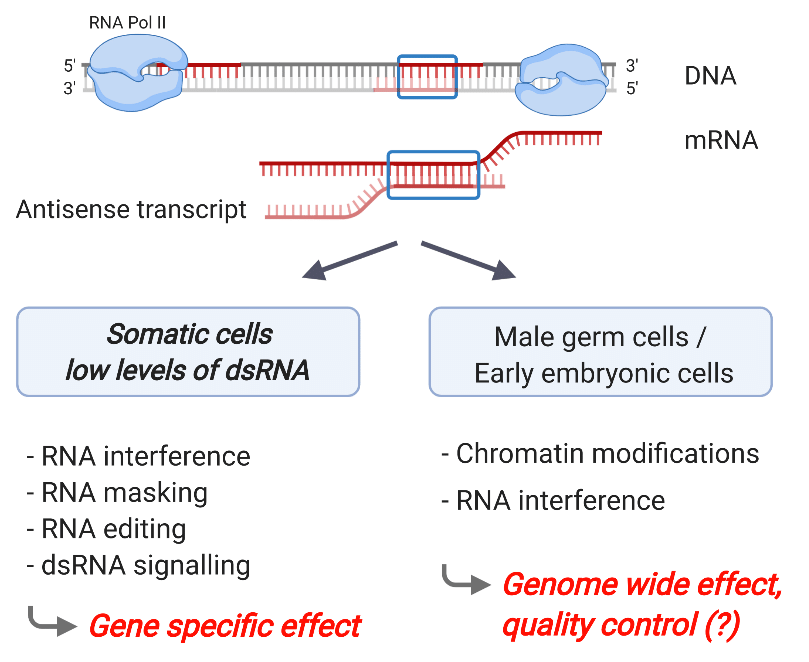 RNA Pol II
5' 3'
3' 5'
DNA
mRNA
Antisense transcript
Somatic cells
low levels of dsRNA
- RNA interference
- RNA masking
- RNA editing
- dsRNA signalling
Gene specific effect
Male germ cells /
Early embryonic cells
- Chromatin modifications
- RNA interference
Genome wide effect,
quality control (?)